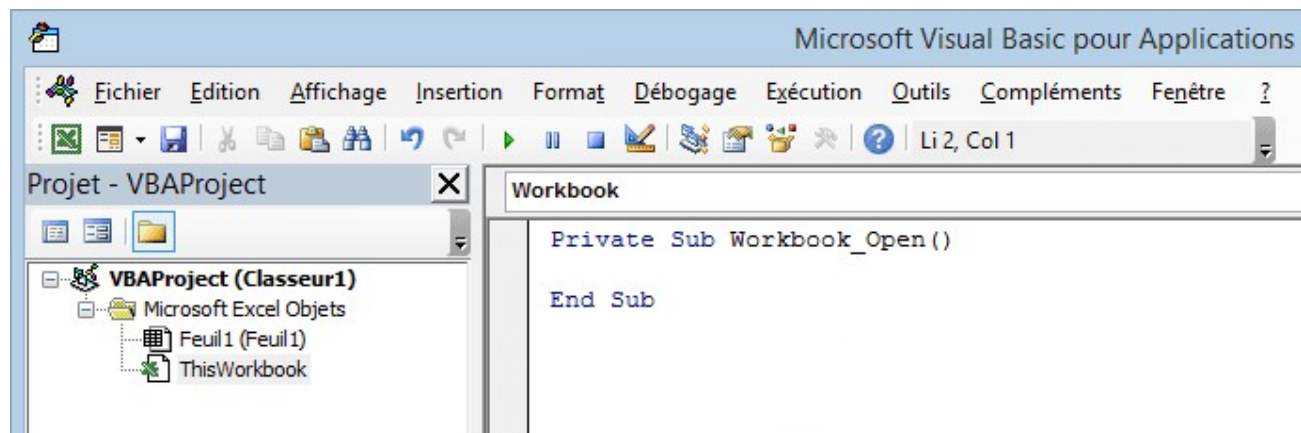 Microsoft Visual Basic pour Applications
Fichier Edition Affichage Insertion Format Débogage Exécution Outils Compléments Fenêtre ?
Li 2, Col 1
Projet - VBAProject
Workbook
VBAProject (Classeur1)
Microsoft Excel Objets
Feuil1 (Feuil1)
ThisWorkbook
Private Sub Workbook_Open()
End Sub